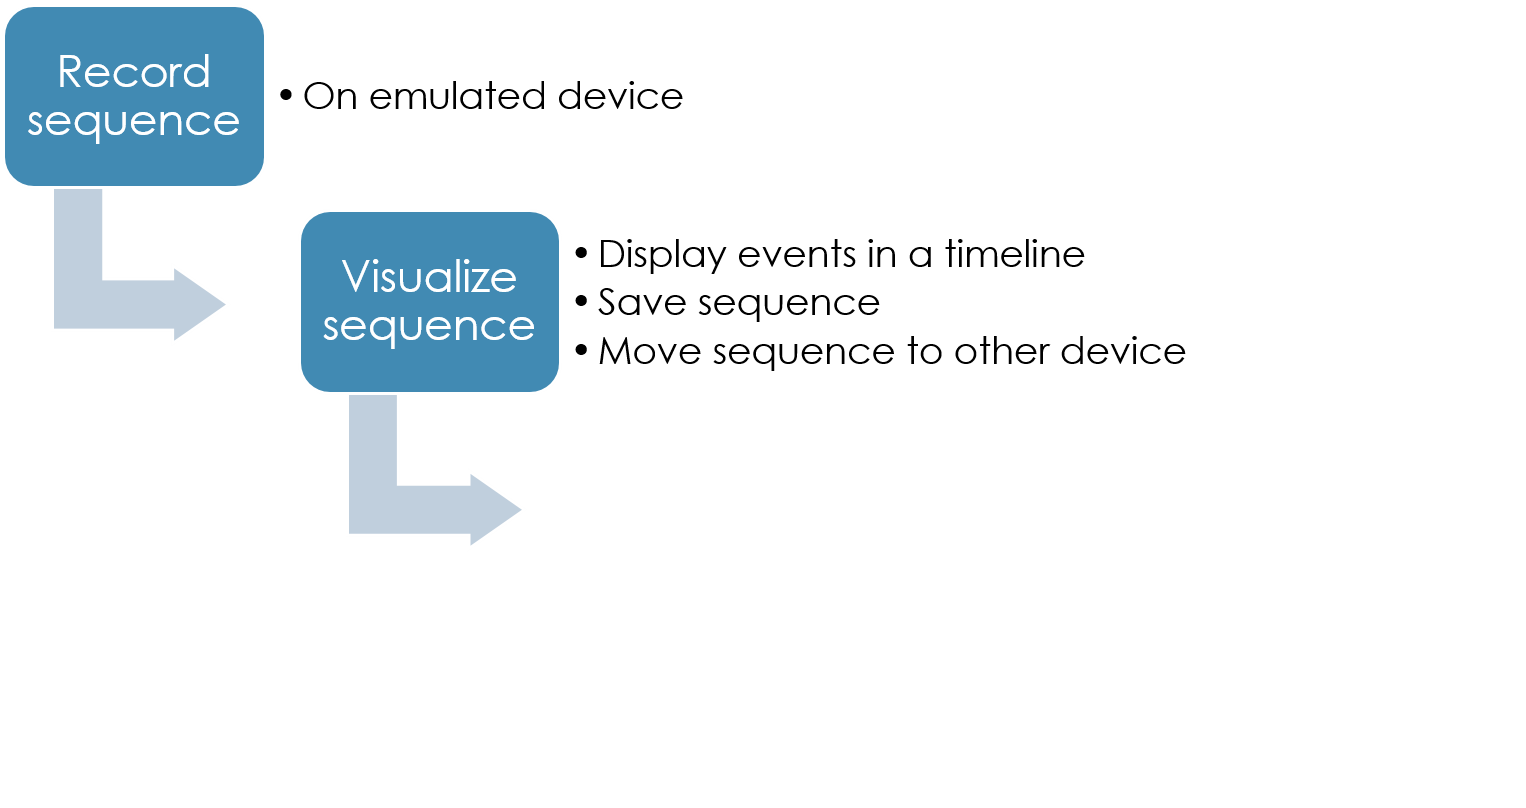 Record
sequence
• On emulated device
Visualize
sequence
• Display events in a timeline
• Save sequence
• Move sequence to other device